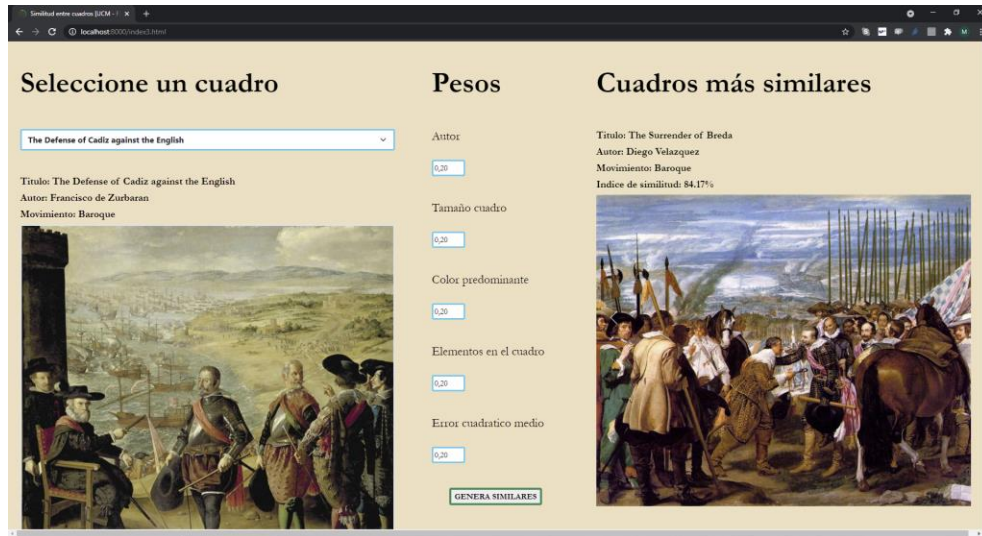 Similitud entre cuadros [UCM - F
localhost:8000/index3.html
Seleccione un cuadro
The Defense of Cadiz against the English
Titulo: The Defense of Cadiz against the English
Autor: Francisco de Zurbaran
Movimiento: Baroque
Pesos
Autor
0,20
Tamaño cuadro
0,20
Color predominante
0,20
Elementos en el cuadro
0,20
Error cuadratico medio
0,20
GENERA SIMILARES
Cuadros más similares
Titulo: The Surrender of Breda
Autor: Diego Velazquez
Movimiento: Baroque
Indice de similitud: 84.17%